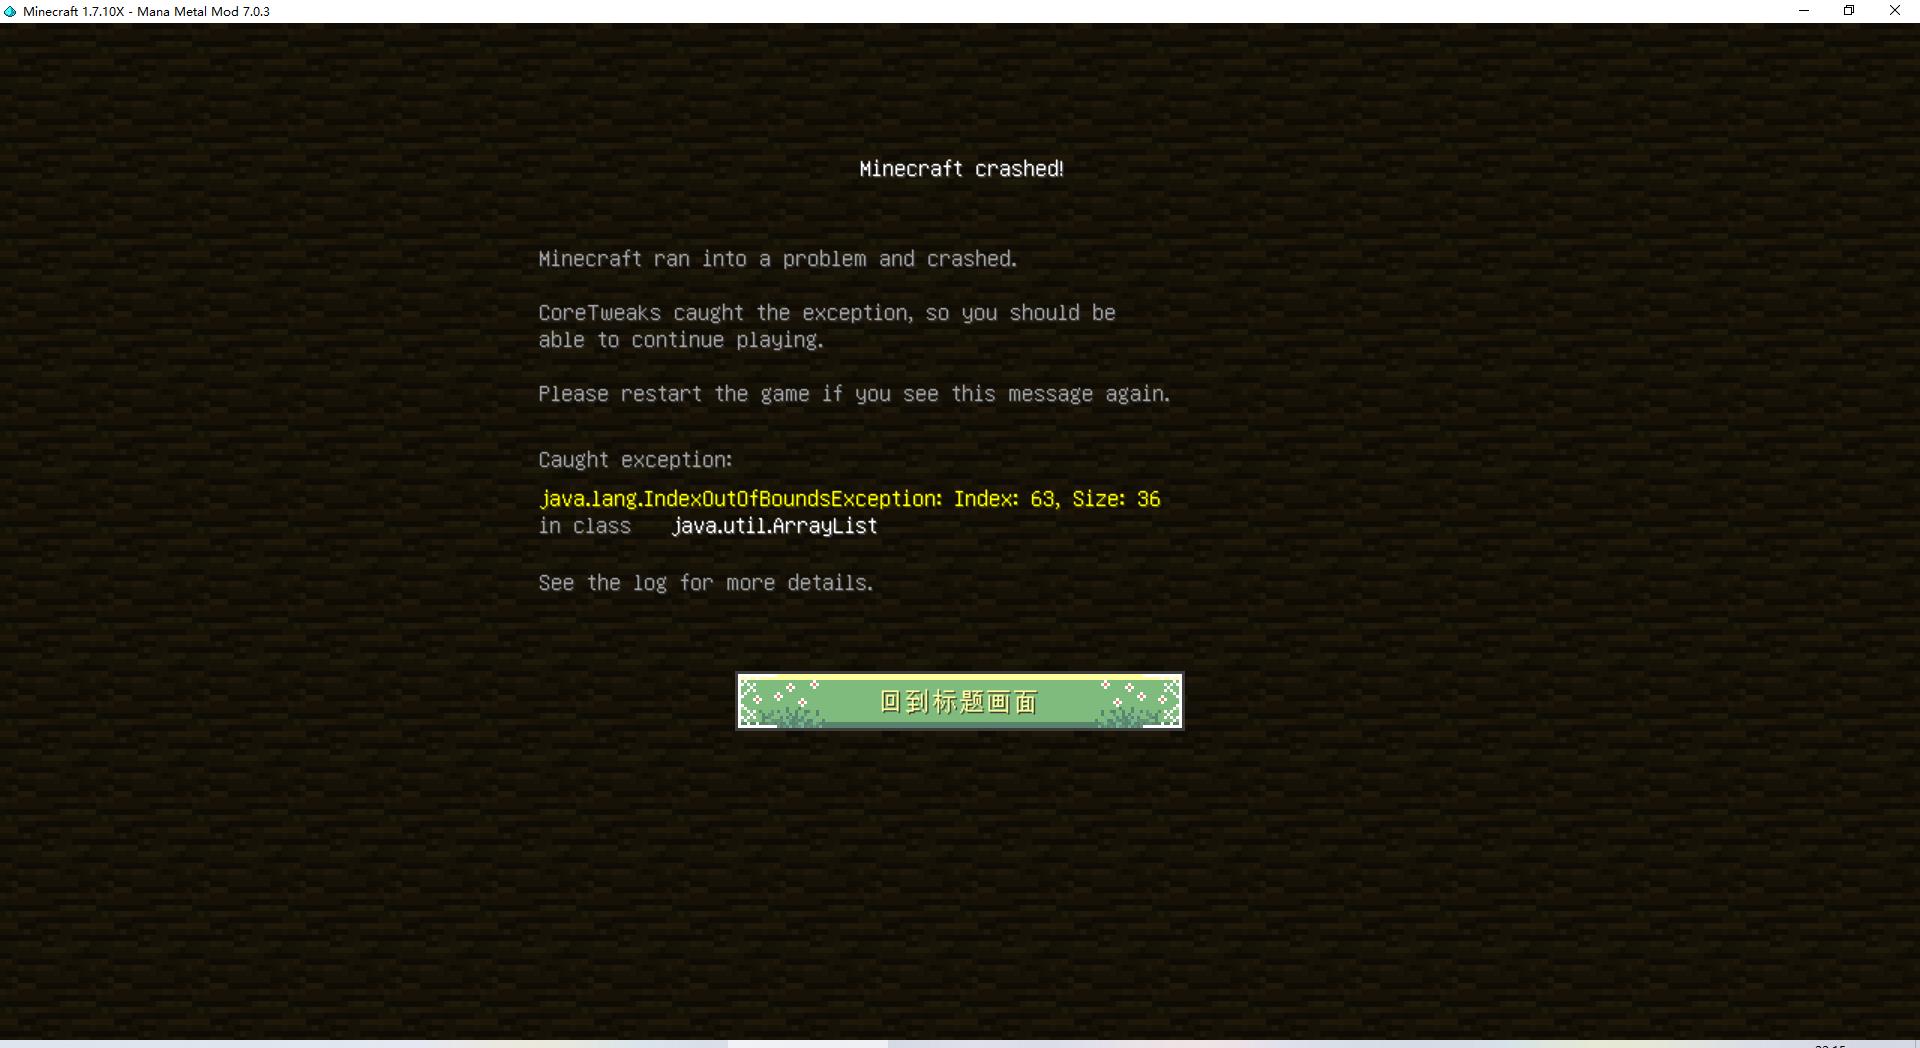 Minecraft 1.7.10X - Mana Metal Mod 7.0.3
Minecraft crashed!
Minecraft ran into a problem and crashed.
CoreTweaks caught the exception, so you should be
able to continue playing.
Please restart the game if you see this message again.
Caught exception:
java.lang.IndexOutOfBoundsException: Index: 63, Size: 36
in class java.util.ArrayList
See the log for more details.
回到标题画面